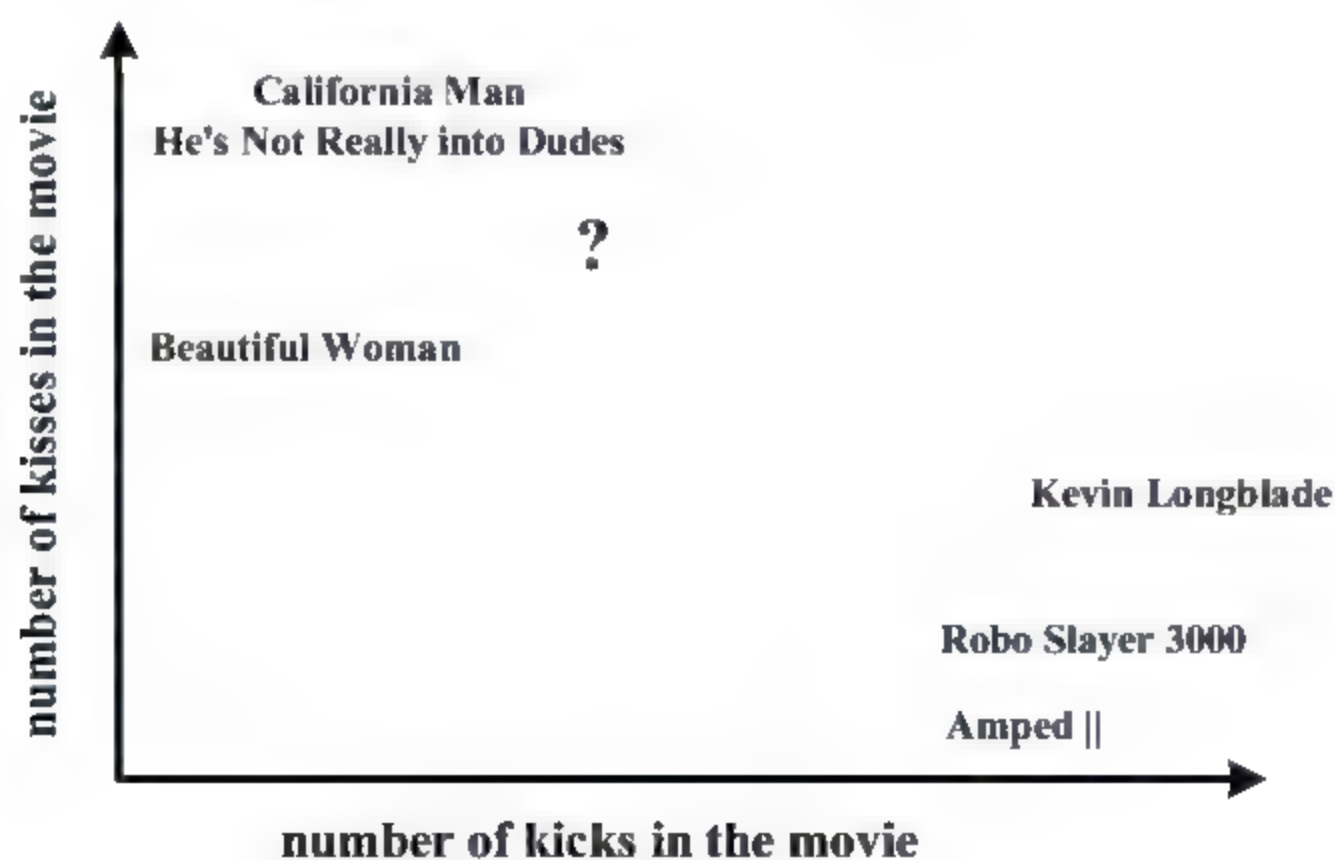 number of kisses in the movie
California Man
He's Not Really into Dudes
?
Beautiful Woman
Kevin Longblade
Robo Slayer 3000
Amped ||
number of kicks in the movie